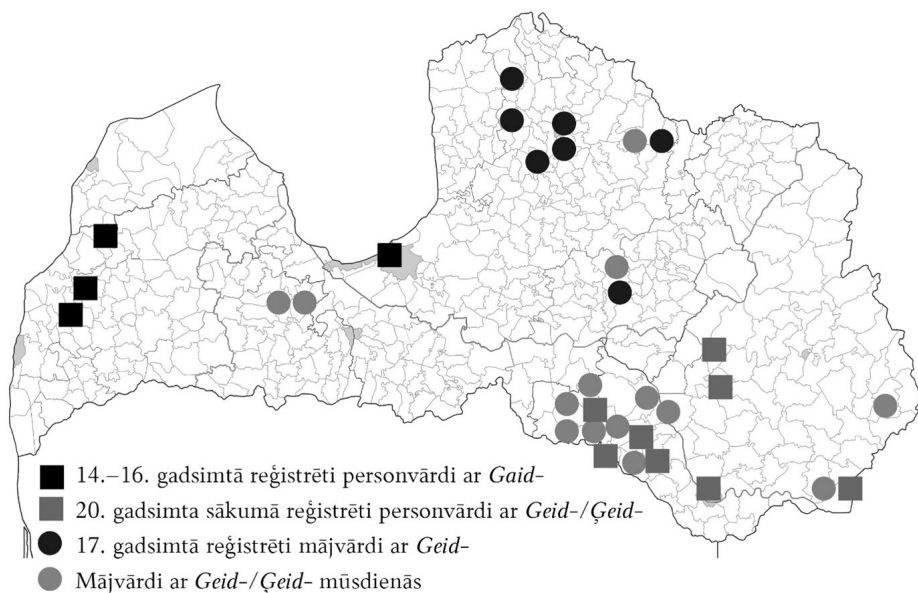 14.–16. gadsimtā reģistrēti personvārdi ar Gaid-
20. gadsimta sākumā reģistrēti personvārdi ar Geid-/Ģeid-
17. gadsimtā reģistrēti mājvārdi ar Geid-
Mājvārdi ar Geid-/Ģeid- mūsdienās